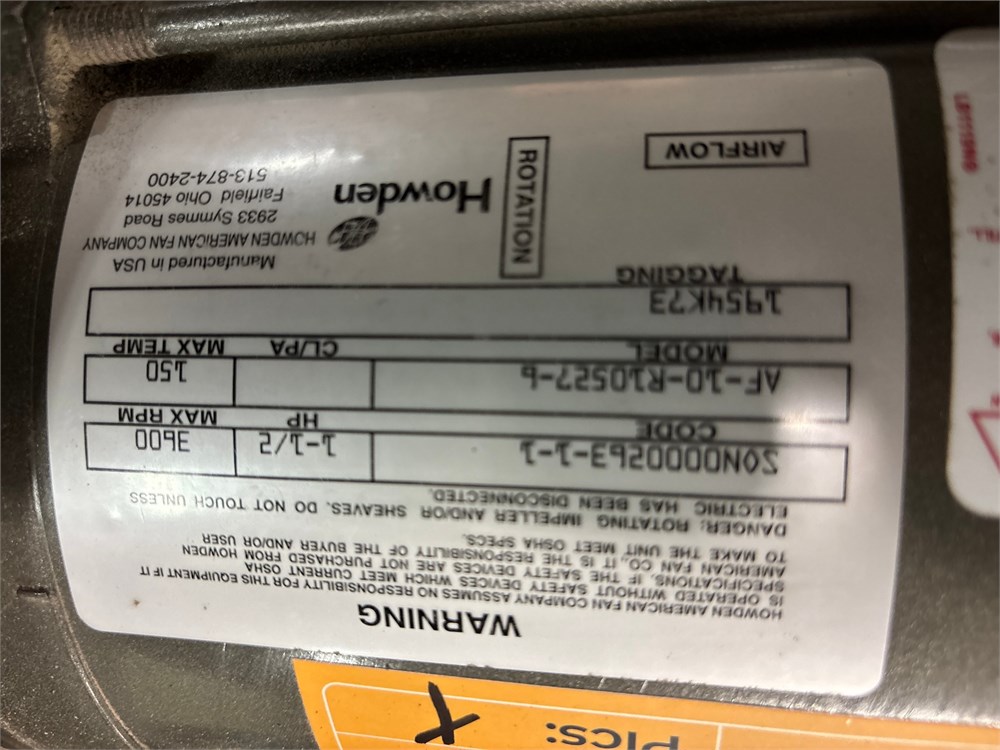 pics: X
WARNING
HOWDEN AMERICAN FAN COMPANY ASSUMES NO RESPONSIBILITY FOR THIS EQUIPMENT IF IT
IS OPERATED WITHOUT SAFETY DEVICES WHICH MEET CURRENT OSHA
SPECIFICATIONS. IF THE SAFETY DEVICES ARE NOT PURCHASED FROM HOWDEN
AMERICAN FAN CO., IT IS THE RESPONSIBILITY OF THE BUYER AND/OR USER
TO MAKE THE UNIT MEET OSHA SPECS.
DANGER: ROTATING IMPELLER AND/OR SHEAVES. DO NOT TOUCH UNLESS
ELECTRIC HAS BEEN DISCONNECTED.
SON0000263-1-1 1-1/2 3600
CODE HP MAX RPM
AF-10-R10527-6 150
MODEL CL/PA MAX TEMP
1954K73
TAGGING
Manufactured in USA
HOWDEN AMERICAN FAN COMPANY
2933 Symmes Road
Fairfield Ohio 45014
513-874-2400
Howden
ROTATION
AIRFLOW